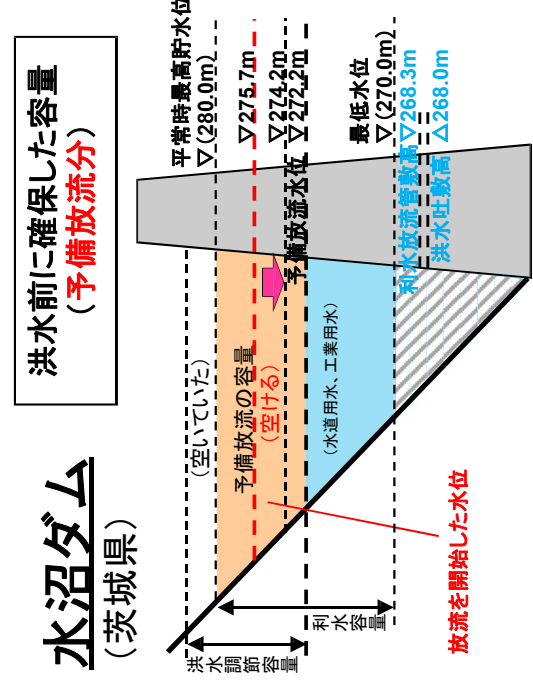 水沼ダム
(茨城県)
洪水前に確保した容量
(予備放流分)
平常時最高貯水位
▽(280.0m)
▽275.7m
▽274.2m
▽272.2m
予備放流水位
最低水位
▽(270.0m)
利水放流管敷高▽268.3m
洪水吐敷高 △268.0m
(空いていた)
予備放流の容量
(空ける)
(水道用水、工業用水)
放流を開始した水位
利水容量
洪水調節容量